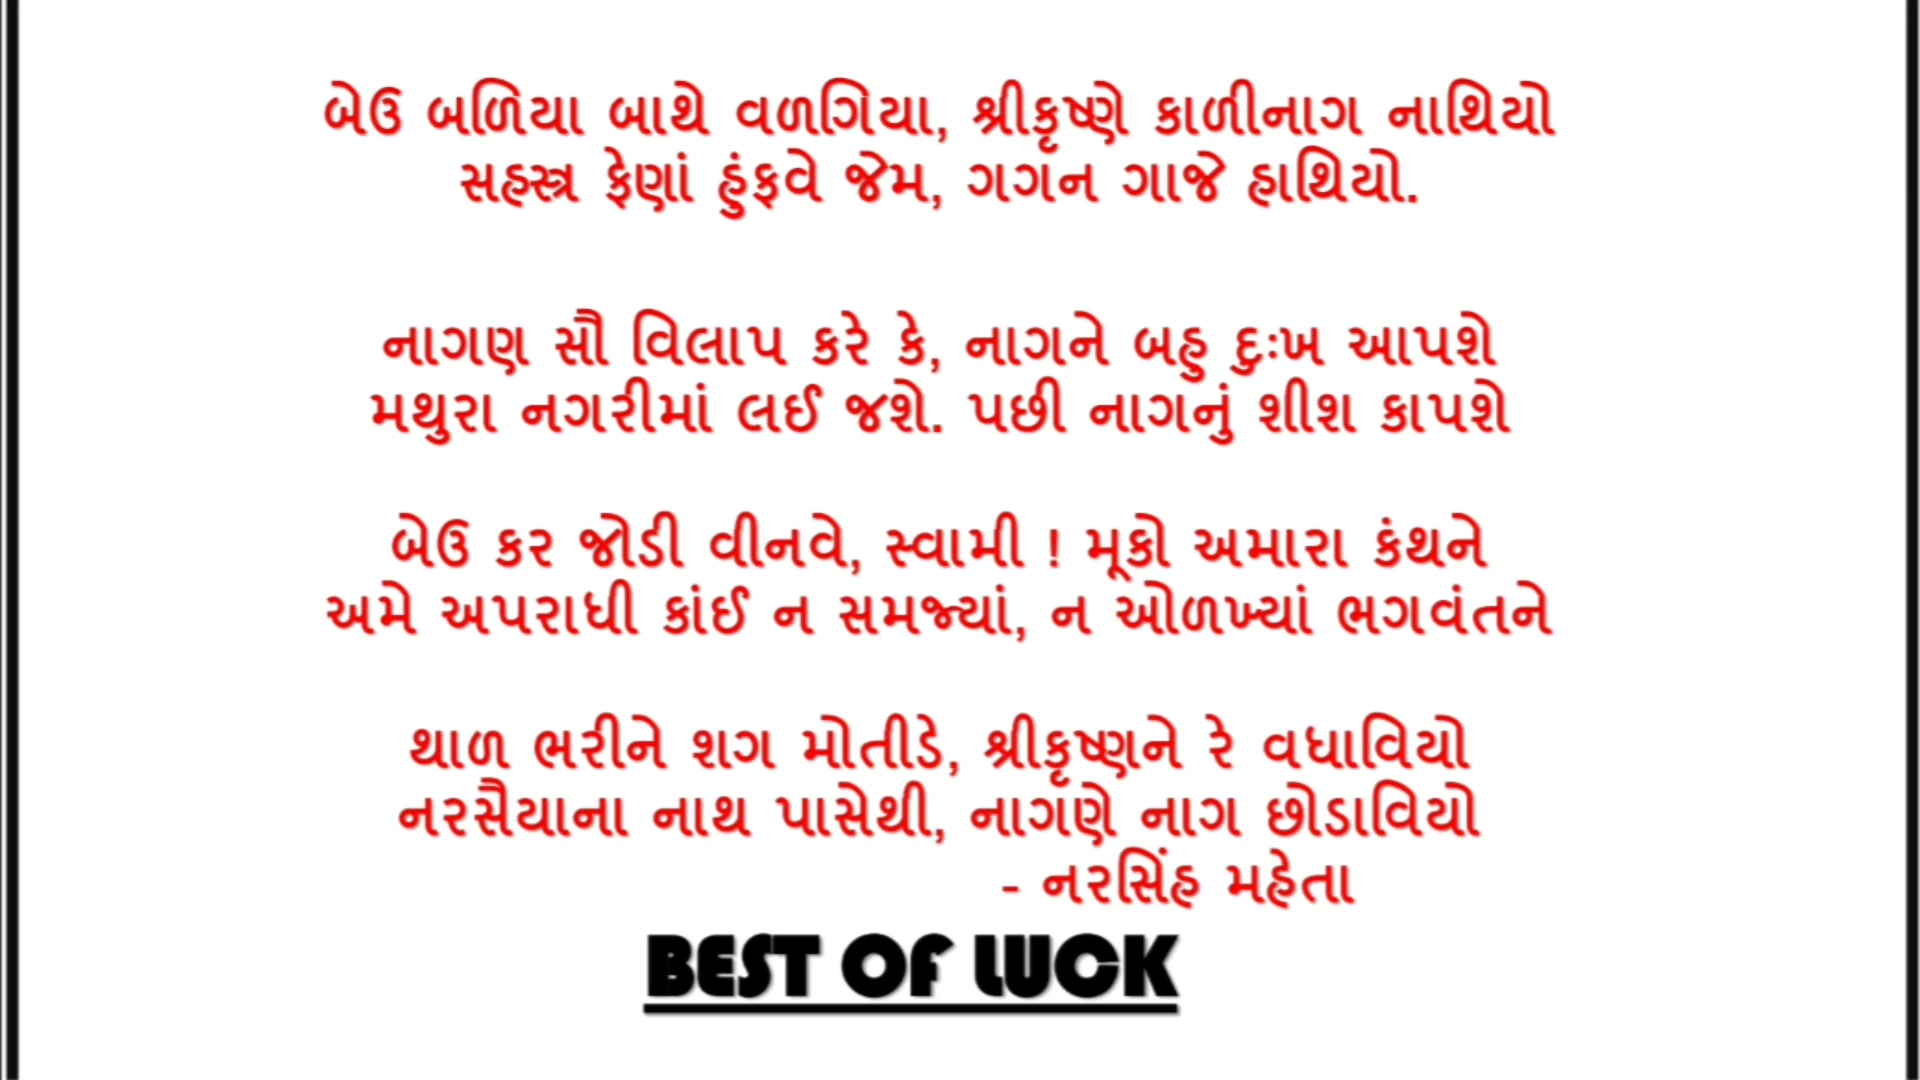 બેઉ બળિયા બાથે વળગિયા, શ્રીકૃષ્ણે કાળીનાગ નાથિયો
સહસ્ત્ર ફેણાં હુંફવે જેમ, ગગન ગાજે હાથિયો.
નાગણ સૌ વિલાપ કરે કે, નાગને બહુ દુઃખ આપશે
મથુરા નગરીમાં લઈ જશે. પછી નાગનું શીશ કાપશે
બેઉ કર જોડી વીનવે, સ્વામી ! મૂકો અમારા કંથને
અમે અપરાધી કાંઈ ન સમજ્યાં, ન ઓળખ્યાં ભગવંતને
થાળ ભરીને શગ મોતીડે, શ્રીકૃષ્ણને રે વધાવિયો
નરસૈયાના નાથ પાસેથી, નાગણે નાગ છોડાવિયો
- નરસિંહ મહેતા
BEST OF LUCK